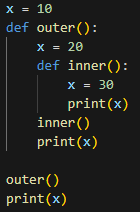 x = 10
def outer():
    x = 20
    def inner():
        x = 30
        print(x)
    inner()
    print(x)

outer()
print(x)